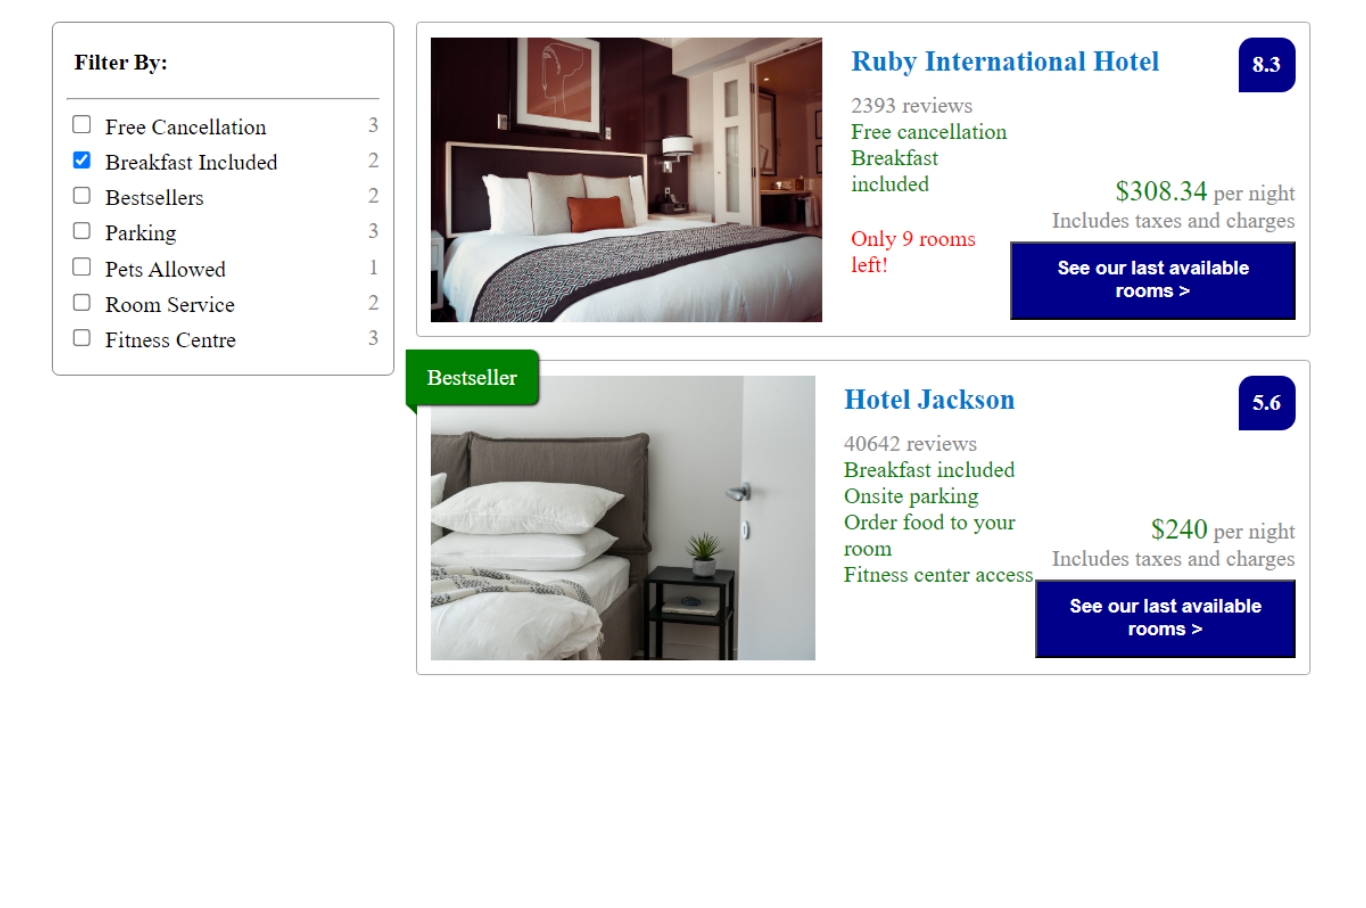 Filter By:
Free Cancellation 3
Breakfast Included 2
Bestsellers 2
Parking 3
Pets Allowed 1
Room Service 2
Fitness Centre 3
Ruby International Hotel
8.3
2393 reviews
Free cancellation
Breakfast
included
Only 9 rooms
left!
$308.34 per night
Includes taxes and charges
See our last available
rooms >
Bestseller
Hotel Jackson
5.6
40642 reviews
Breakfast included
Onsite parking
Order food to your
room
Fitness center access
$240 per night
Includes taxes and charges
See our last available
rooms >